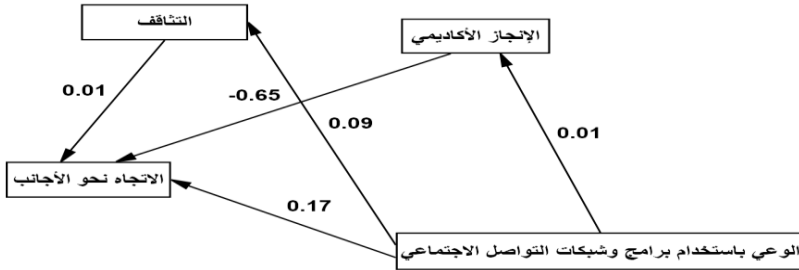 التثاقف
الإنجاز الأكاديمي
0.01
-0.65
0.09
0.01
الاتجاه نحو الأجانب
0.17
الوعي باستخدام برامج وشبكات التواصل الاجتماعي